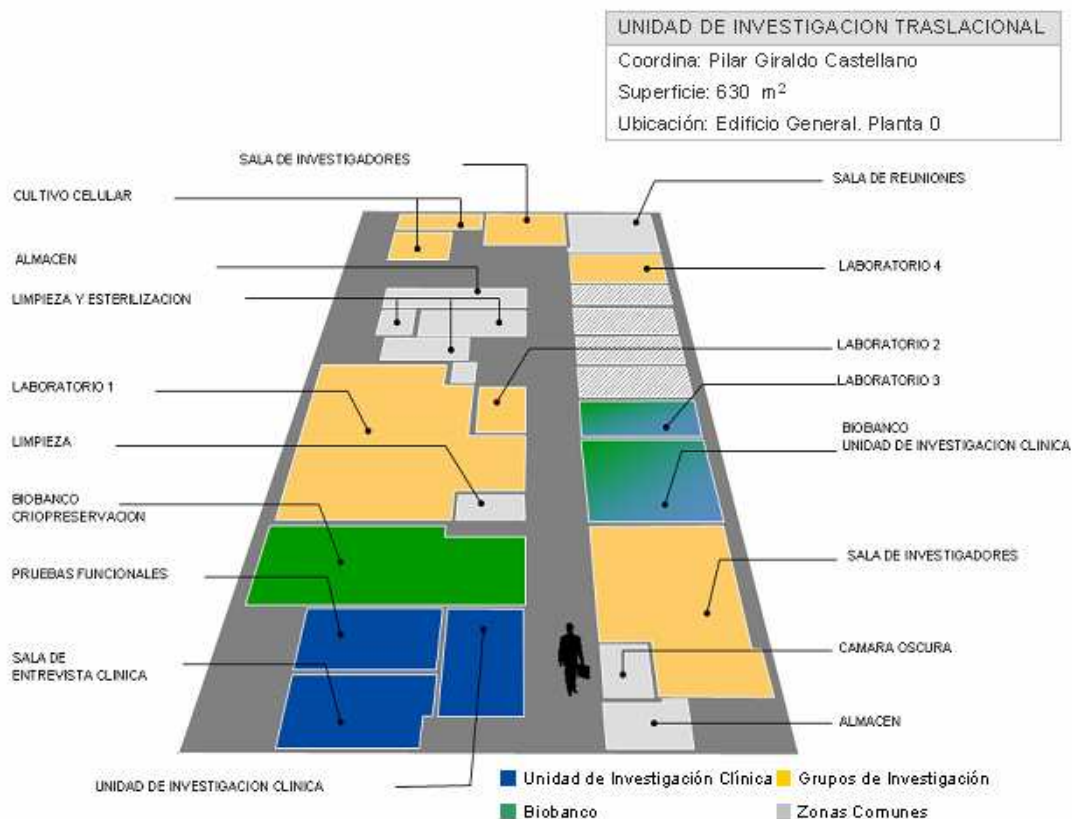 UNIDAD DE INVESTIGACION TRASLACIONAL
Coordina: Pilar Giraldo Castellano
Superficie: 630 m²
Ubicación: Edificio General. Planta 0
SALA DE INVESTIGADORES
CULTIVO CELULAR
ALMACEN
LIMPIEZA Y ESTERILIZACION
LABORATORIO 1
LIMPIEZA
BIOBANCO
CRIOPRESERVACION
PRUEBAS FUNCIONALES
SALA DE
ENTREVISTA CLINICA
UNIDAD DE INVESTIGACION CLINICA
SALA DE REUNIONES
LABORATORIO 4
LABORATORIO 2
LABORATORIO 3
BIOBANCO
UNIDAD DE INVESTIGACION CLINICA
SALA DE INVESTIGADORES
CAMARA OSCURA
ALMACEN
Unidad de Investigación Clínica
Grupos de Investigación
Biobanco
Zonas Comunes